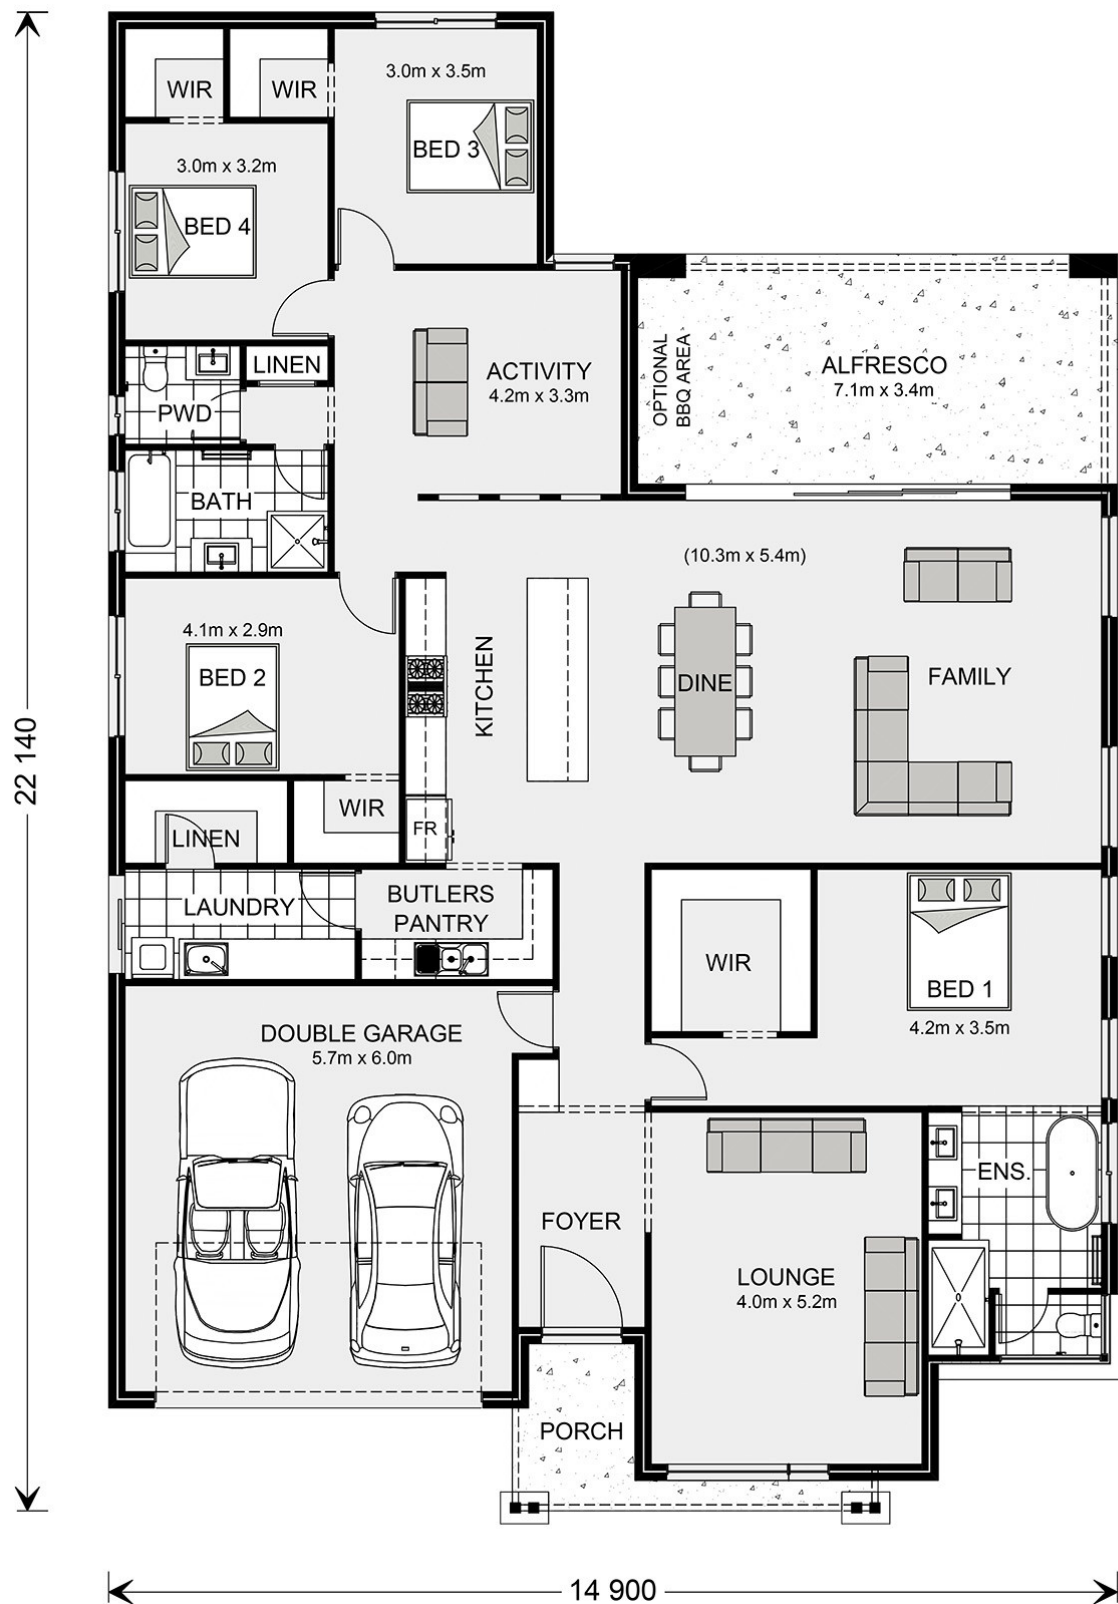 WIR
WIR
3.0m x 3.5m
BED 3
3.0m x 3.2m
BED 4
LINEN
PWD
ACTIVITY
4.2m x 3.3m
OPTIONAL
BBQ AREA
ALFRESCO
7.1m x 3.4m
BATH
(10.3m x 5.4m)
4.1m x 2.9m
BED 2
KITCHEN
DINE
FAMILY
22 140
WIR
LINEN
FR
LAUNDRY
BUTLERS
PANTRY
WIR
BED 1
4.2m x 3.5m
DOUBLE GARAGE
5.7m x 6.0m
ENS.
FOYER
LOUNGE
4.0m x 5.2m
PORCH
14 900